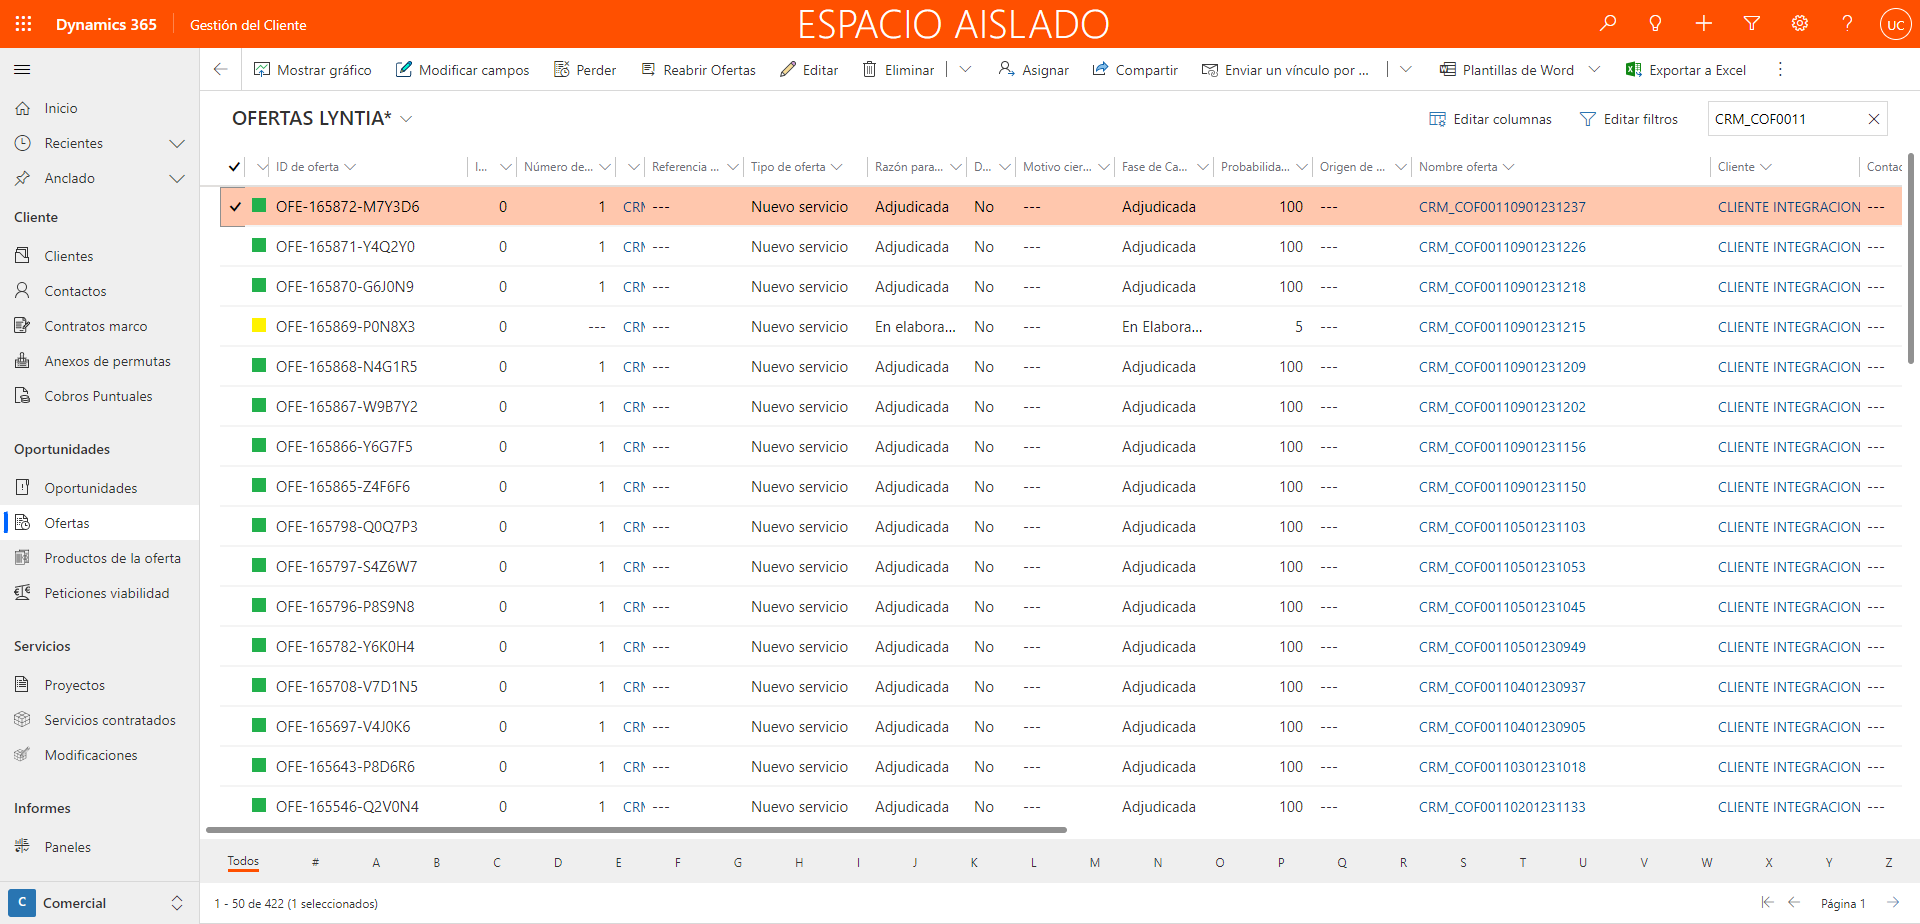 Dynamics 365 Gestión del Cliente ESPACIO AISLADO UC
Mostrar gráfico Modificar campos Perder Reabrir Ofertas Editar Eliminar Asignar Compartir Enviar un vínculo por ... Plantillas de Word Exportar a Excel
Inicio
Recientes
Anclado
Cliente
Clientes
Contactos
Contratos marco
Anexos de permutas
Cobros Puntuales
Oportunidades
Oportunidades
Ofertas
Productos de la oferta
Peticiones viabilidad
Servicios
Proyectos
Servicios contratados
Modificaciones
Informes
Paneles
C Comercial
OFERTAS LYNTIA* Editar columnas Editar filtros CRM_COF0011
ID de oferta I... Número de... Referencia ... Tipo de oferta Razón para... D... Motivo cier... Fase de Ca... Probabilida... Origen de ... Nombre oferta Cliente Contac
OFE-165872-M7Y3D6 0 1 CRM --- Nuevo servicio Adjudicada No --- Adjudicada 100 --- CRM_COF00110901231237 CLIENTE INTEGRACION ---
OFE-165871-Y4Q2Y0 0 1 CRM --- Nuevo servicio Adjudicada No --- Adjudicada 100 --- CRM_COF00110901231226 CLIENTE INTEGRACION ---
OFE-165870-G6J0N9 0 1 CRM --- Nuevo servicio Adjudicada No --- Adjudicada 100 --- CRM_COF00110901231218 CLIENTE INTEGRACION ---
OFE-165869-P0N8X3 0 --- CRM --- Nuevo servicio En elabora... No --- En Elabora... 5 --- CRM_COF00110901231215 CLIENTE INTEGRACION ---
OFE-165868-N4G1R5 0 1 CRM --- Nuevo servicio Adjudicada No --- Adjudicada 100 --- CRM_COF00110901231209 CLIENTE INTEGRACION ---
OFE-165867-W9B7Y2 0 1 CRM --- Nuevo servicio Adjudicada No --- Adjudicada 100 --- CRM_COF00110901231202 CLIENTE INTEGRACION ---
OFE-165866-Y6G7F5 0 1 CRM --- Nuevo servicio Adjudicada No --- Adjudicada 100 --- CRM_COF00110901231156 CLIENTE INTEGRACION ---
OFE-165865-Z4F6F6 0 1 CRM --- Nuevo servicio Adjudicada No --- Adjudicada 100 --- CRM_COF00110901231150 CLIENTE INTEGRACION ---
OFE-165798-Q0Q7P3 0 1 CRM --- Nuevo servicio Adjudicada No --- Adjudicada 100 --- CRM_COF00110501231103 CLIENTE INTEGRACION ---
OFE-165797-S4Z6W7 0 1 CRM --- Nuevo servicio Adjudicada No --- Adjudicada 100 --- CRM_COF00110501231053 CLIENTE INTEGRACION ---
OFE-165796-P8S9N8 0 1 CRM --- Nuevo servicio Adjudicada No --- Adjudicada 100 --- CRM_COF00110501231045 CLIENTE INTEGRACION ---
OFE-165782-Y6K0H4 0 1 CRM --- Nuevo servicio Adjudicada No --- Adjudicada 100 --- CRM_COF00110501230949 CLIENTE INTEGRACION ---
OFE-165708-V7D1N5 0 1 CRM --- Nuevo servicio Adjudicada No --- Adjudicada 100 --- CRM_COF00110401230937 CLIENTE INTEGRACION ---
OFE-165697-V4J0K6 0 1 CRM --- Nuevo servicio Adjudicada No --- Adjudicada 100 --- CRM_COF00110401230905 CLIENTE INTEGRACION ---
OFE-165643-P8D6R6 0 1 CRM --- Nuevo servicio Adjudicada No --- Adjudicada 100 --- CRM_COF00110301231018 CLIENTE INTEGRACION ---
OFE-165546-Q2V0N4 0 1 CRM --- Nuevo servicio Adjudicada No --- Adjudicada 100 --- CRM_COF00110201231133 CLIENTE INTEGRACION ---
Todos # A B C D E F G H I J K L M N O P Q R S T U V W X Y Z
1 - 50 de 422 (1 seleccionados) Página 1